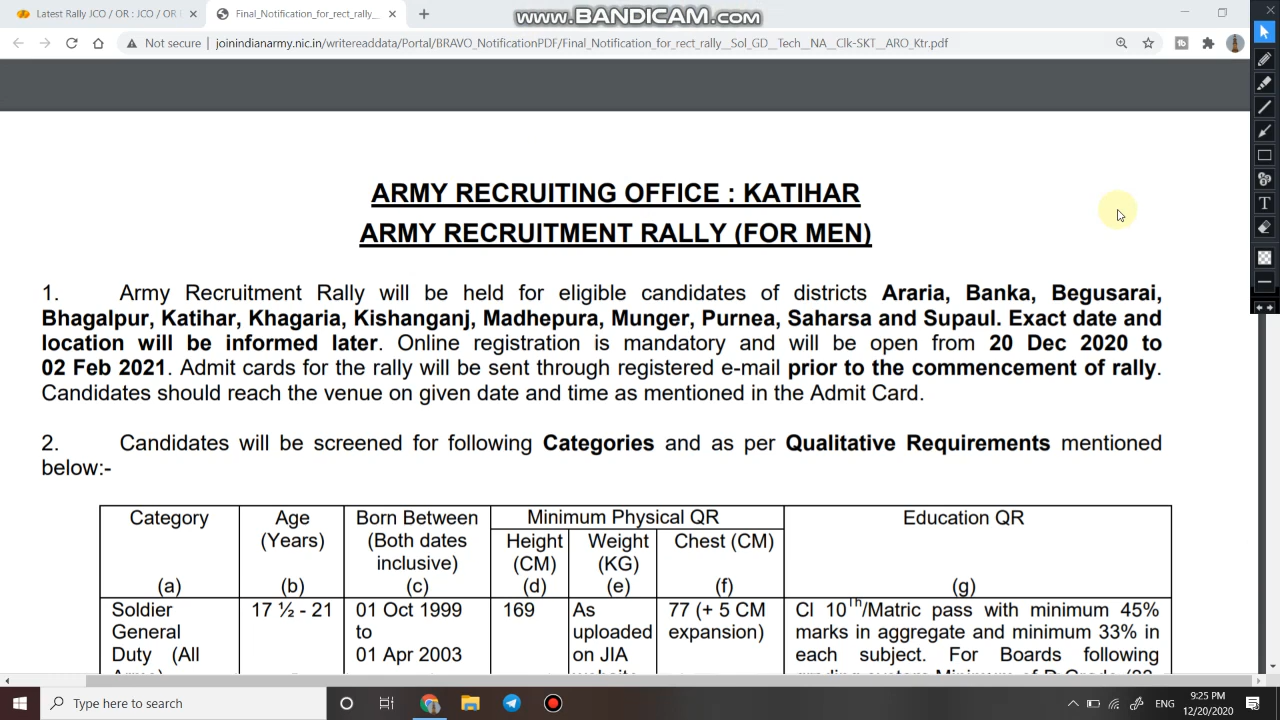 Latest Rally JCO / OR : JCO / OR
Final_Notification_for_rect_rally__
www.BANDICAM.com
Not secure
joinindianarmy.nic.in/writereaddata/Portal/BRAVO_NotificationPDF/Final_Notification_for_rect_rally__Sol_GD__Tech__NA__Clk-SKT__ARO_Ktr.pdf
ARMY RECRUITING OFFICE : KATIHAR
ARMY RECRUITMENT RALLY (FOR MEN)
1. Army Recruitment Rally will be held for eligible candidates of districts Araria, Banka, Begusarai,
Bhagalpur, Katihar, Khagaria, Kishanganj, Madhepura, Munger, Purnea, Saharsa and Supaul. Exact date and
location will be informed later. Online registration is mandatory and will be open from 20 Dec 2020 to
02 Feb 2021. Admit cards for the rally will be sent through registered e-mail prior to the commencement of rally.
Candidates should reach the venue on given date and time as mentioned in the Admit Card.
2. Candidates will be screened for following Categories and as per Qualitative Requirements mentioned
below:-
Category
(a)
Age
(Years)
(b)
Born Between
(Both dates
inclusive)
(c)
Minimum Physical QR
Height
(CM)
(d)
Weight
(KG)
(e)
Chest (CM)
(f)
Education QR
(g)
Soldier
General
Duty (All
17 ½ - 21
01 Oct 1999
to
01 Apr 2003
169
As
uploaded
on JIA
77 (+ 5 CM
expansion)
Cl 10Th/Matric pass with minimum 45%
marks in aggregate and minimum 33% in
each subject. For Boards following
Type here to search
ENG
9:25 PM
12/20/2020